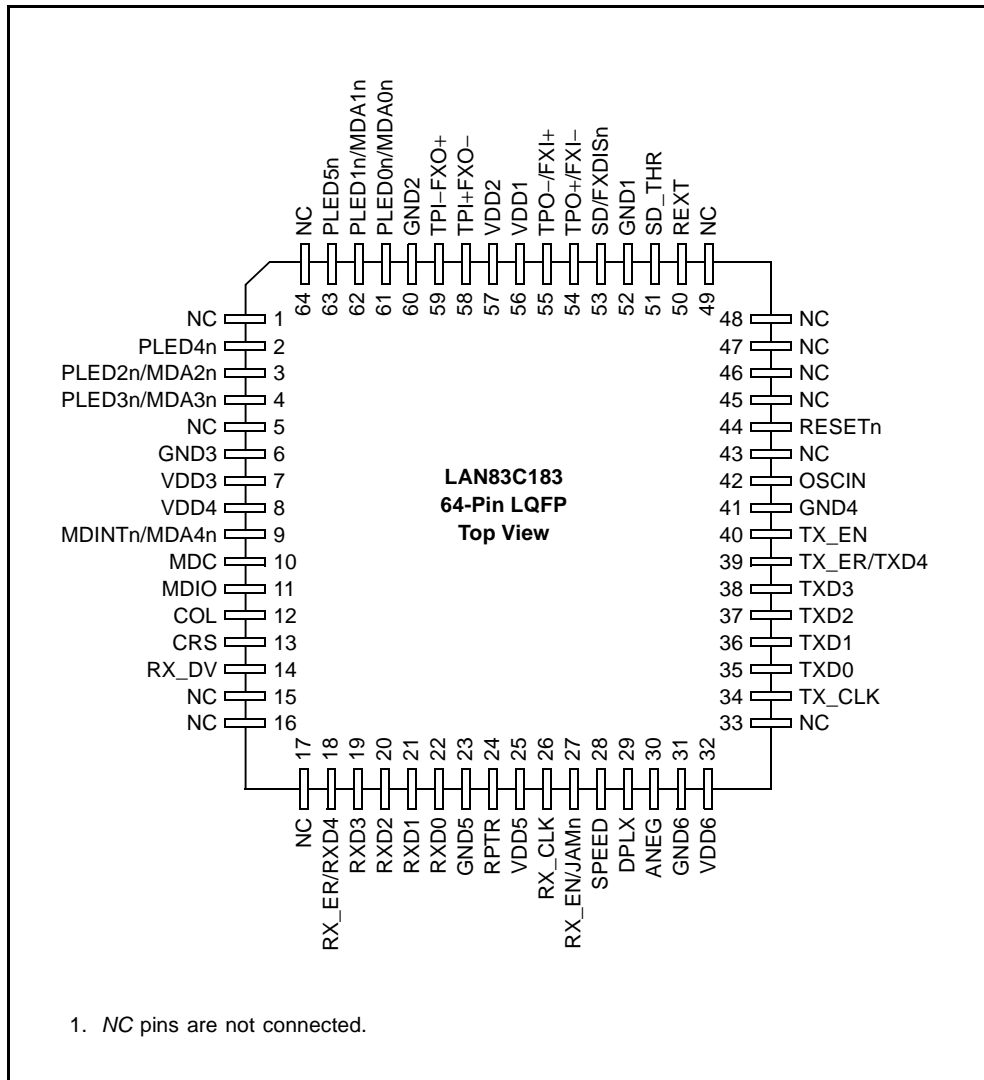 NC
PLED5n
PLED1n/MDA1n
PLED0n/MDA0n
GND2
TPI−FXO+
TPI+FXO−
VDD2
VDD1
TPO−/FXI+
TPO+/FXI−
SD/FXDISn
GND1
SD_THR
REXT
NC
64 63 62 61 60 59 58 57 56 55 54 53 52 51 50 49
NC 1
PLED4n 2
PLED2n/MDA2n 3
PLED3n/MDA3n 4
NC 5
GND3 6
VDD3 7
VDD4 8
MDINTn/MDA4n 9
MDC 10
MDIO 11
COL 12
CRS 13
RX_DV 14
NC 15
NC 16
LAN83C183
64-Pin LQFP
Top View
48 NC
47 NC
46 NC
45 NC
44 RESETn
43 NC
42 OSCIN
41 GND4
40 TX_EN
39 TX_ER/TXD4
38 TXD3
37 TXD2
36 TXD1
35 TXD0
34 TX_CLK
33 NC
17 18 19 20 21 22 23 24 25 26 27 28 29 30 31 32
NC
RX_ER/RXD4
RXD3
RXD2
RXD1
RXD0
GND5
RPTR
VDD5
RX_CLK
RX_EN/JAMn
SPEED
DPLX
ANEG
GND6
VDD6
1. NC pins are not connected.